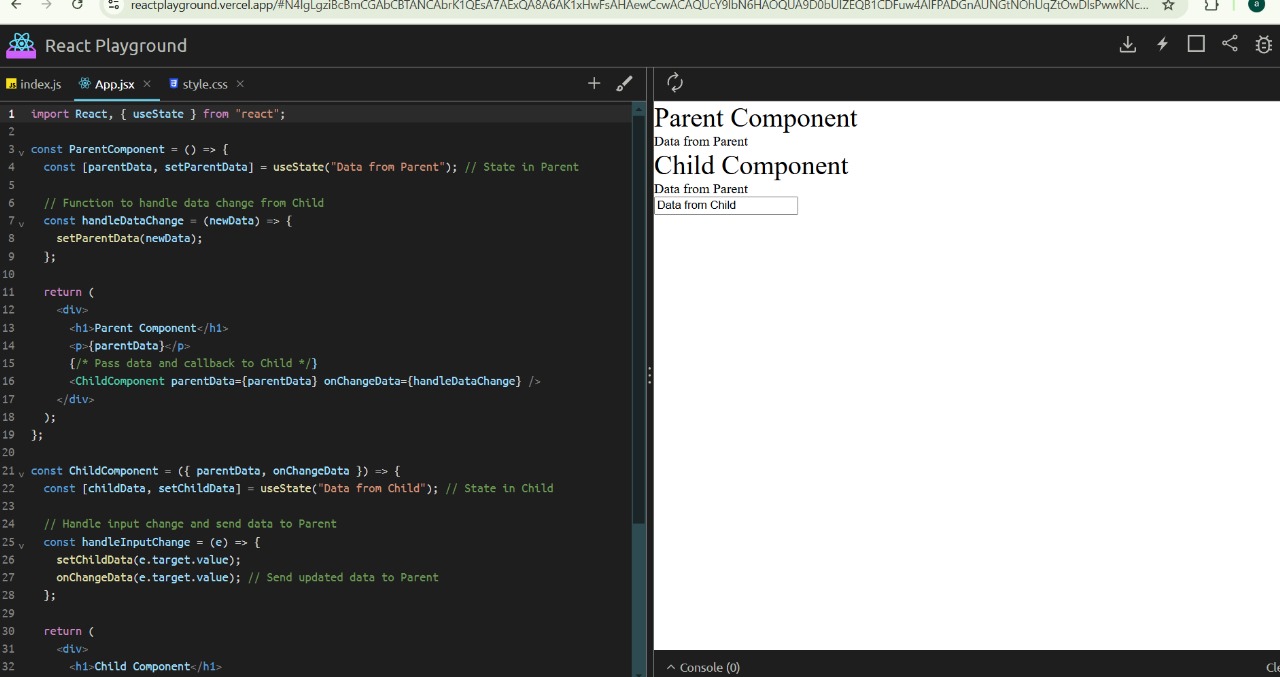 reactplayground.vercel.app/#N4IgLgziBcBmCGAbCBTANCAbrK1QEsA7AExQA8A6AK1xHwFsAHAewCcwACAQUcY9IbN6HAOQUA9D0bUIZEQB1CDFuw4AIFPADGnAUNGtNOhUqZtOwDlsPwwKNc...
a
React Playground
JS index.js
App.jsx ×
style.css ×
+
1 import React, { useState } from "react";
2
3 const ParentComponent = () => {
4 const [parentData, setParentData] = useState("Data from Parent"); // State in Parent
5
6 // Function to handle data change from Child
7 const handleDataChange = (newData) => {
8 setParentData(newData);
9 };
10
11 return (
12 <div>
13 <h1>Parent Component</h1>
14 <p>{parentData}</p>
15 {/* Pass data and callback to Child */}
16 <ChildComponent parentData={parentData} onChangeData={handleDataChange} />
17 </div>
18 );
19 };
20
21 const ChildComponent = ({ parentData, onChangeData }) => {
22 const [childData, setChildData] = useState("Data from Child"); // State in Child
23
24 // Handle input change and send data to Parent
25 const handleInputChange = (e) => {
26 setChildData(e.target.value);
27 onChangeData(e.target.value); // Send updated data to Parent
28 };
29
30 return (
31 <div>
32 <h1>Child Component</h1>
Parent Component
Data from Parent
Child Component
Data from Parent
Data from Child
Console (0)
Cle